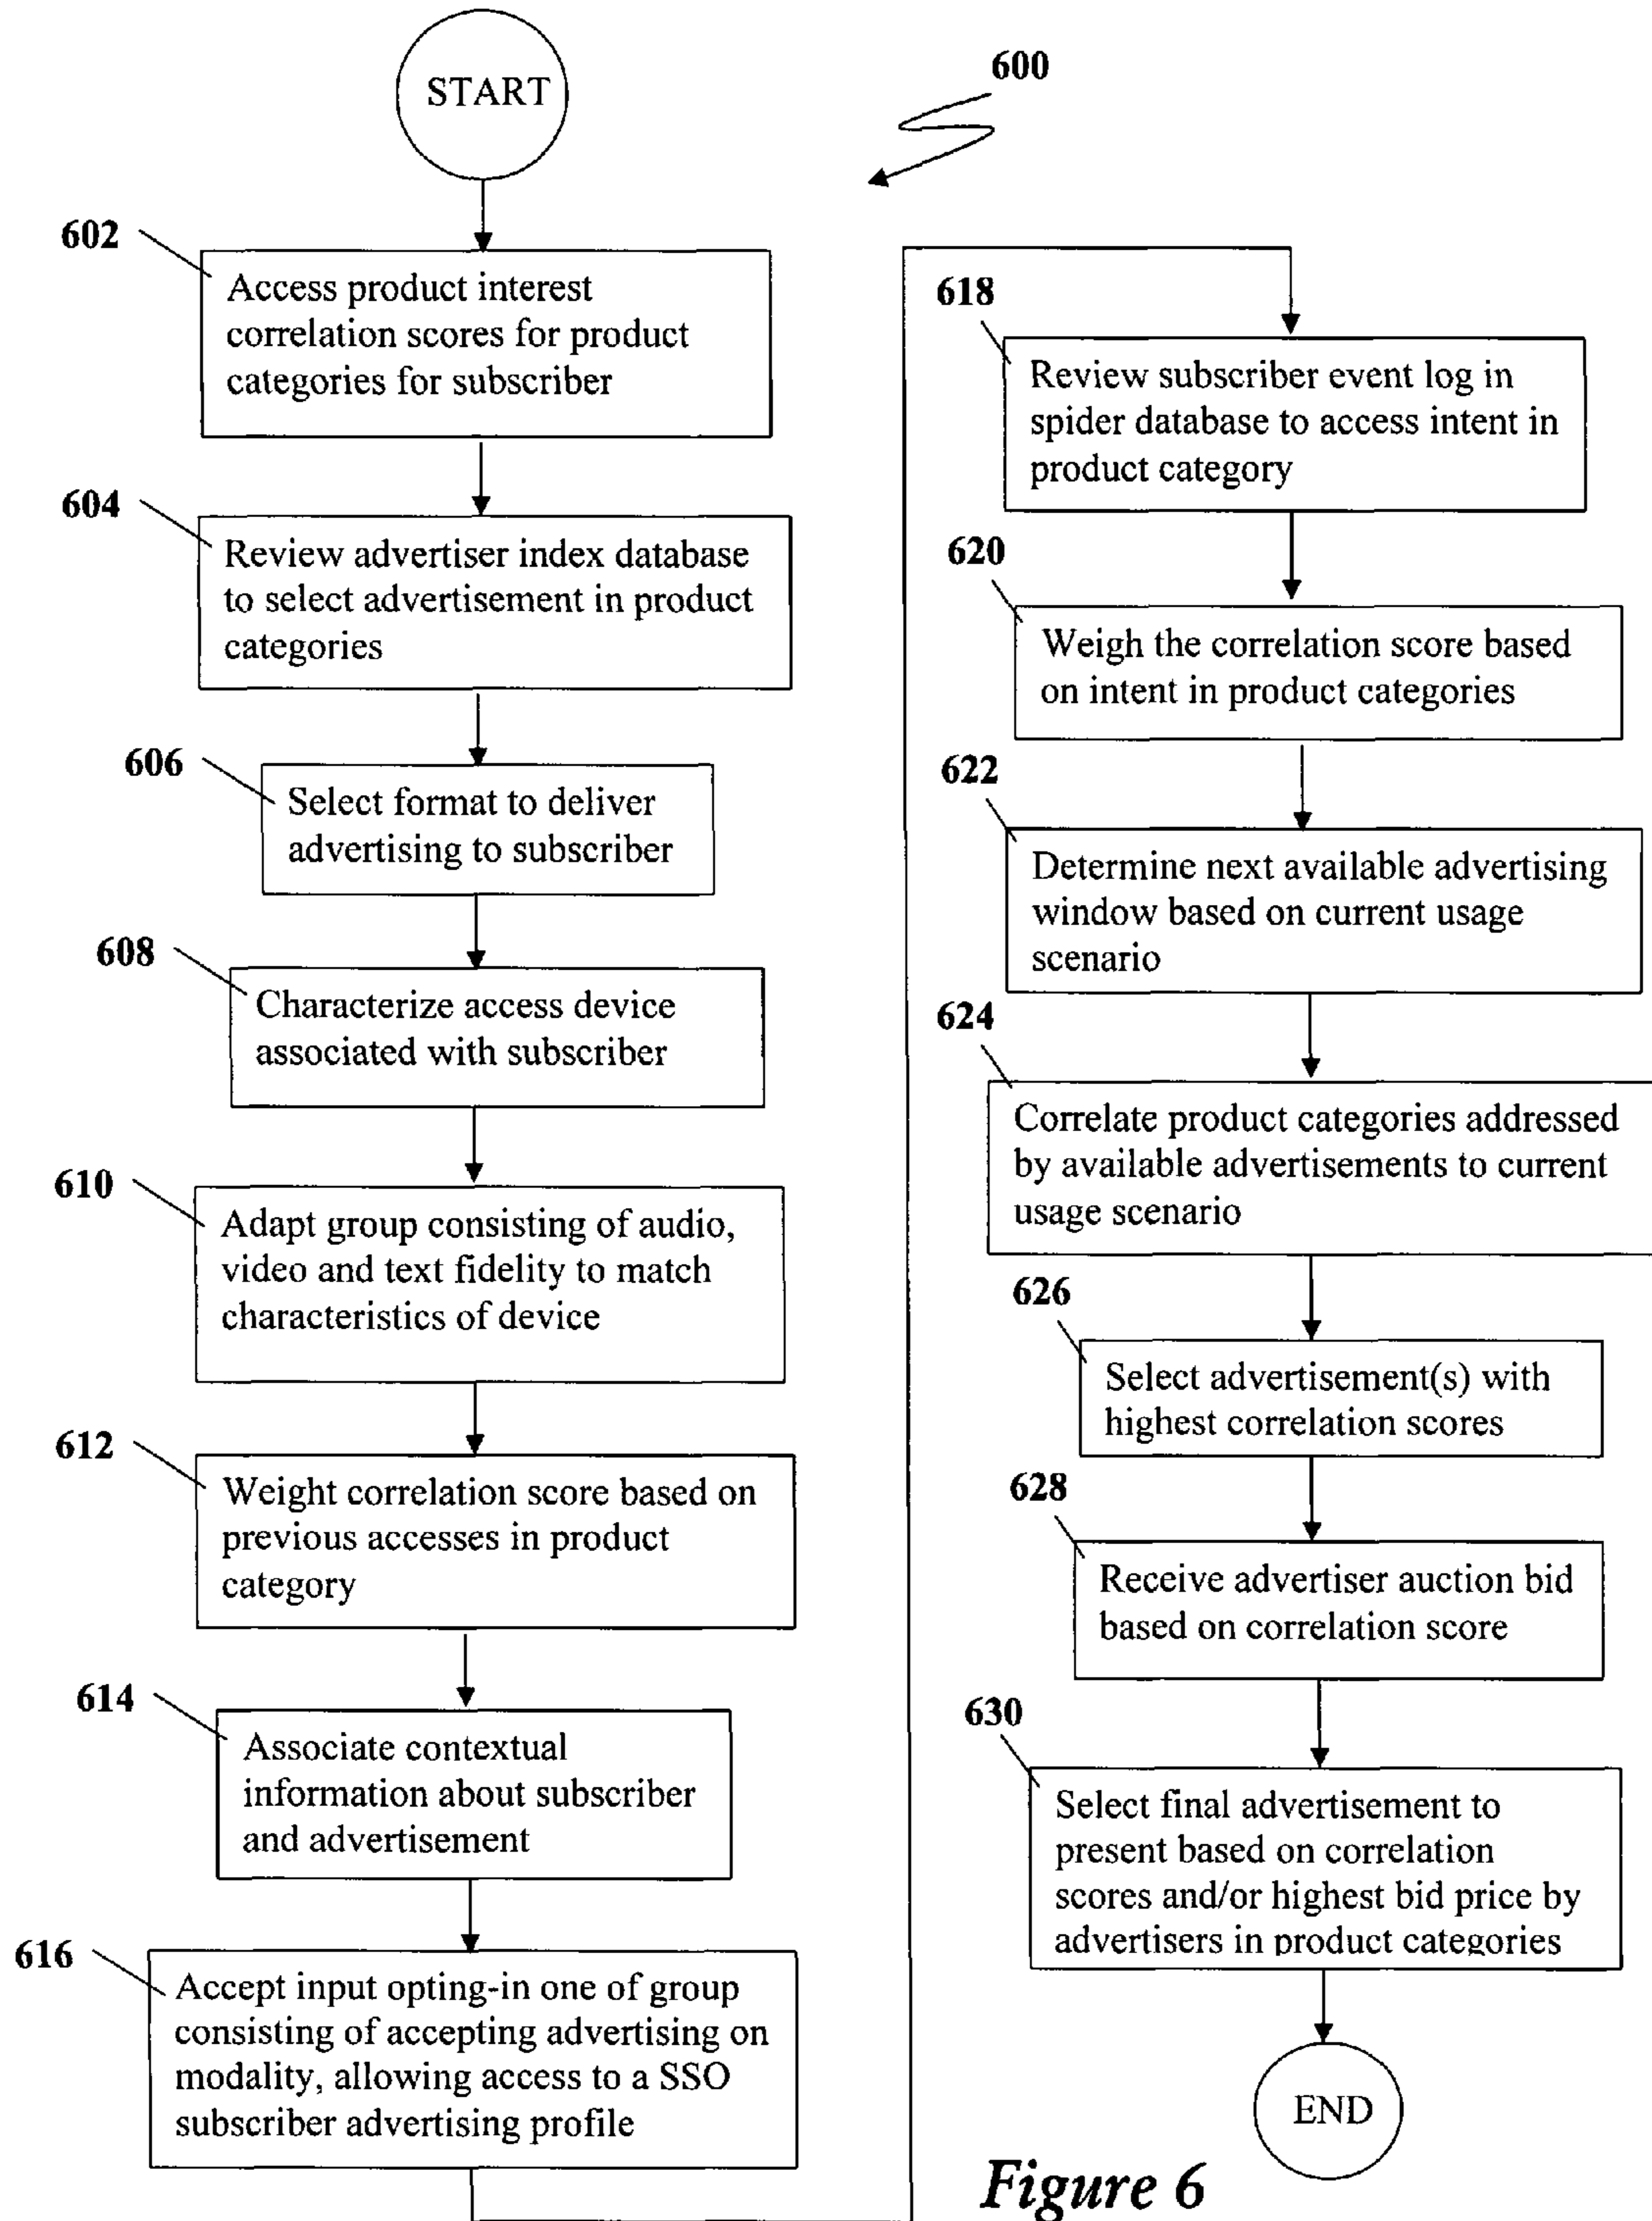 START
600
602
Access product interest
correlation scores for product
categories for subscriber
604
Review advertiser index database
to select advertisement in product
categories
606
Select format to deliver
advertising to subscriber
608
Characterize access device
associated with subscriber
610
Adapt group consisting of audio,
video and text fidelity to match
characteristics of device
612
Weight correlation score based on
previous accesses in product
category
614
Associate contextual
information about subscriber
and advertisement
616
Accept input opting-in one of group
consisting of accepting advertising on
modality, allowing access to a SSO
subscriber advertising profile
618
Review subscriber event log in
spider database to access intent in
product category
620
Weigh the correlation score based
on intent in product categories
622
Determine next available advertising
window based on current usage
scenario
624
Correlate product categories addressed
by available advertisements to current
usage scenario
626
Select advertisement(s) with
highest correlation scores
628
Receive advertiser auction bid
based on correlation score
630
Select final advertisement to
present based on correlation
scores and/or highest bid price by
advertisers in product categories
END
Figure 6